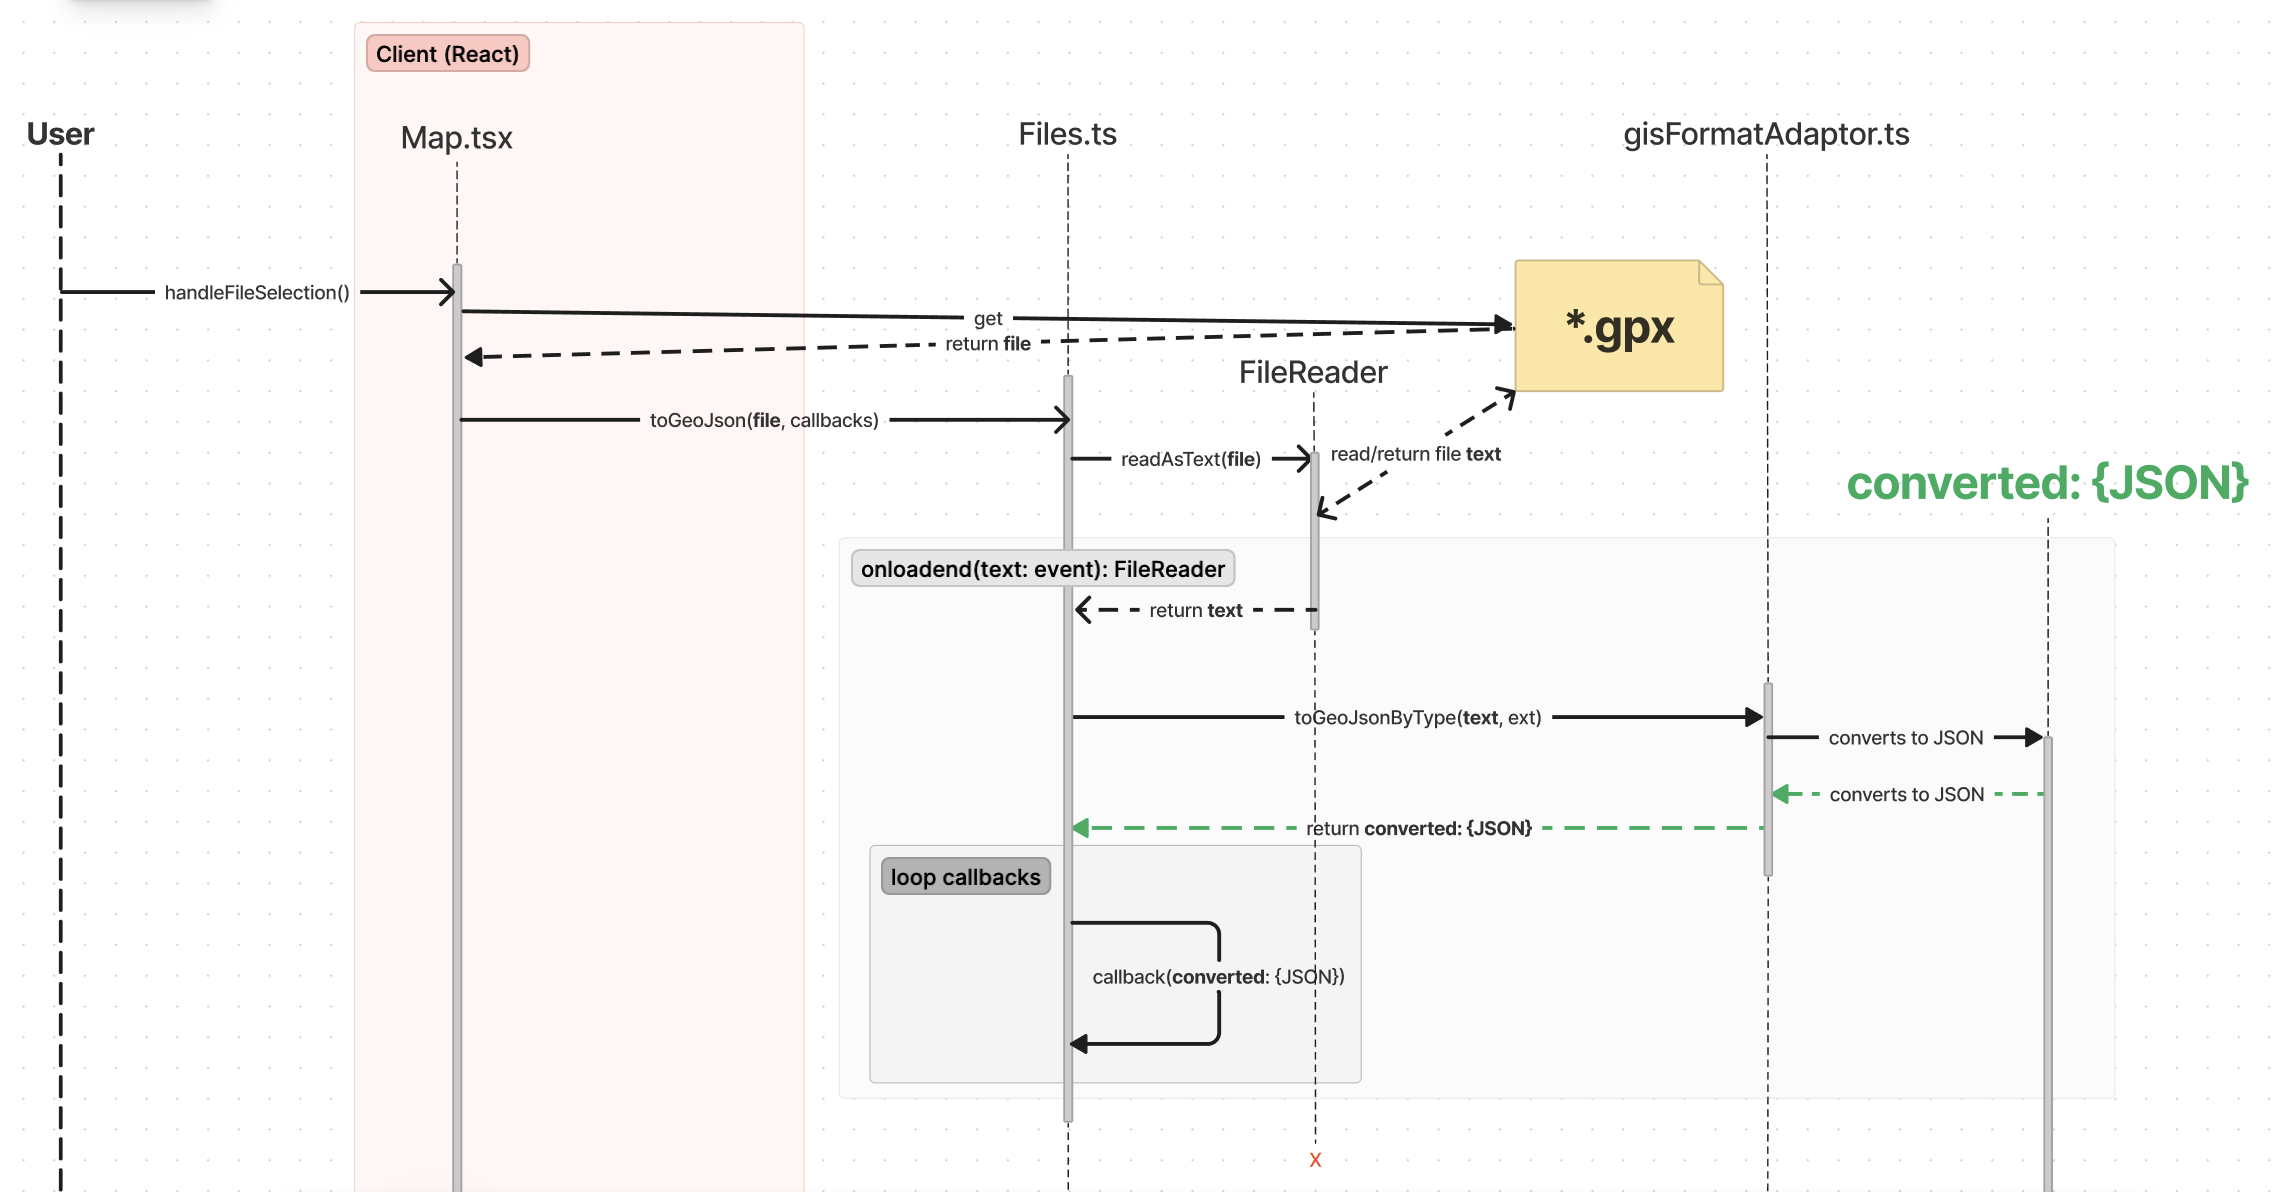 Client (React)
User
Map.tsx
Files.ts
gisFormatAdaptor.ts
handleFileSelection()
get
return file
*.gpx
FileReader
toGeoJson(file, callbacks)
readAsText(file)
read/return file text
converted: {JSON}
onloadend(text: event): FileReader
return text
toGeoJsonByType(text, ext)
converts to JSON
converts to JSON
return converted: {JSON}
loop callbacks
callback(converted: {JSON})
X